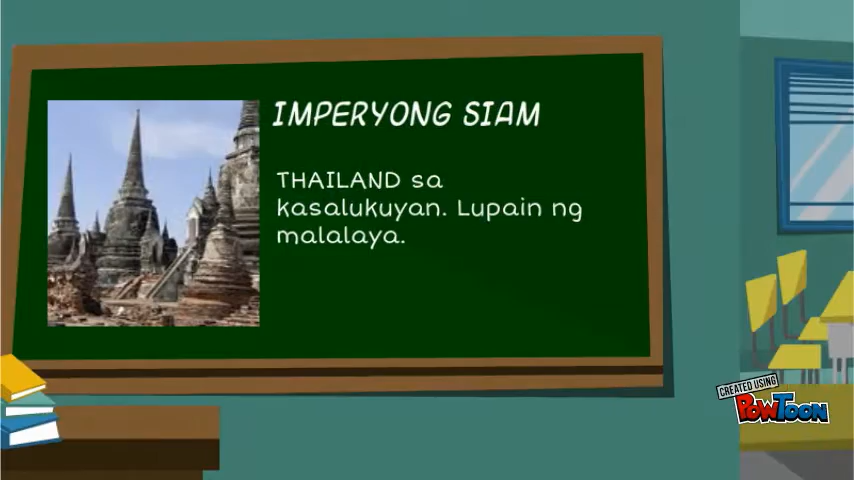 IMPERYONG SIAM
THAILAND sa
kasalukuyan. Lupain ng
malalaya.
CREATED USING
POWTOON